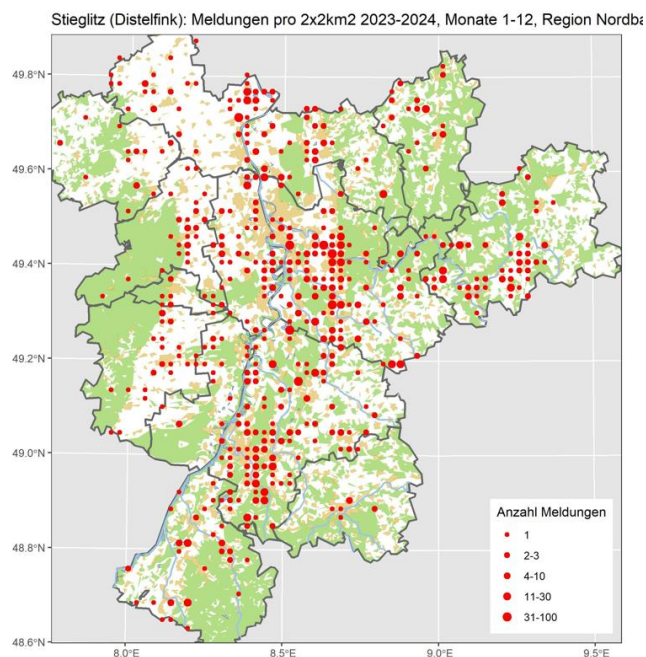 Stieglitz (Distelfink): Meldungen pro 2x2km2 2023-2024, Monate 1-12, Region Nordba
49.8°N
49.6°N
49.4°N
49.2°N
49.0°N
48.8°N
48.6°N
Anzahl Meldungen
1
2-3
4-10
11-30
31-100
8.0°E
8.5°E
9.0°E
9.5°E